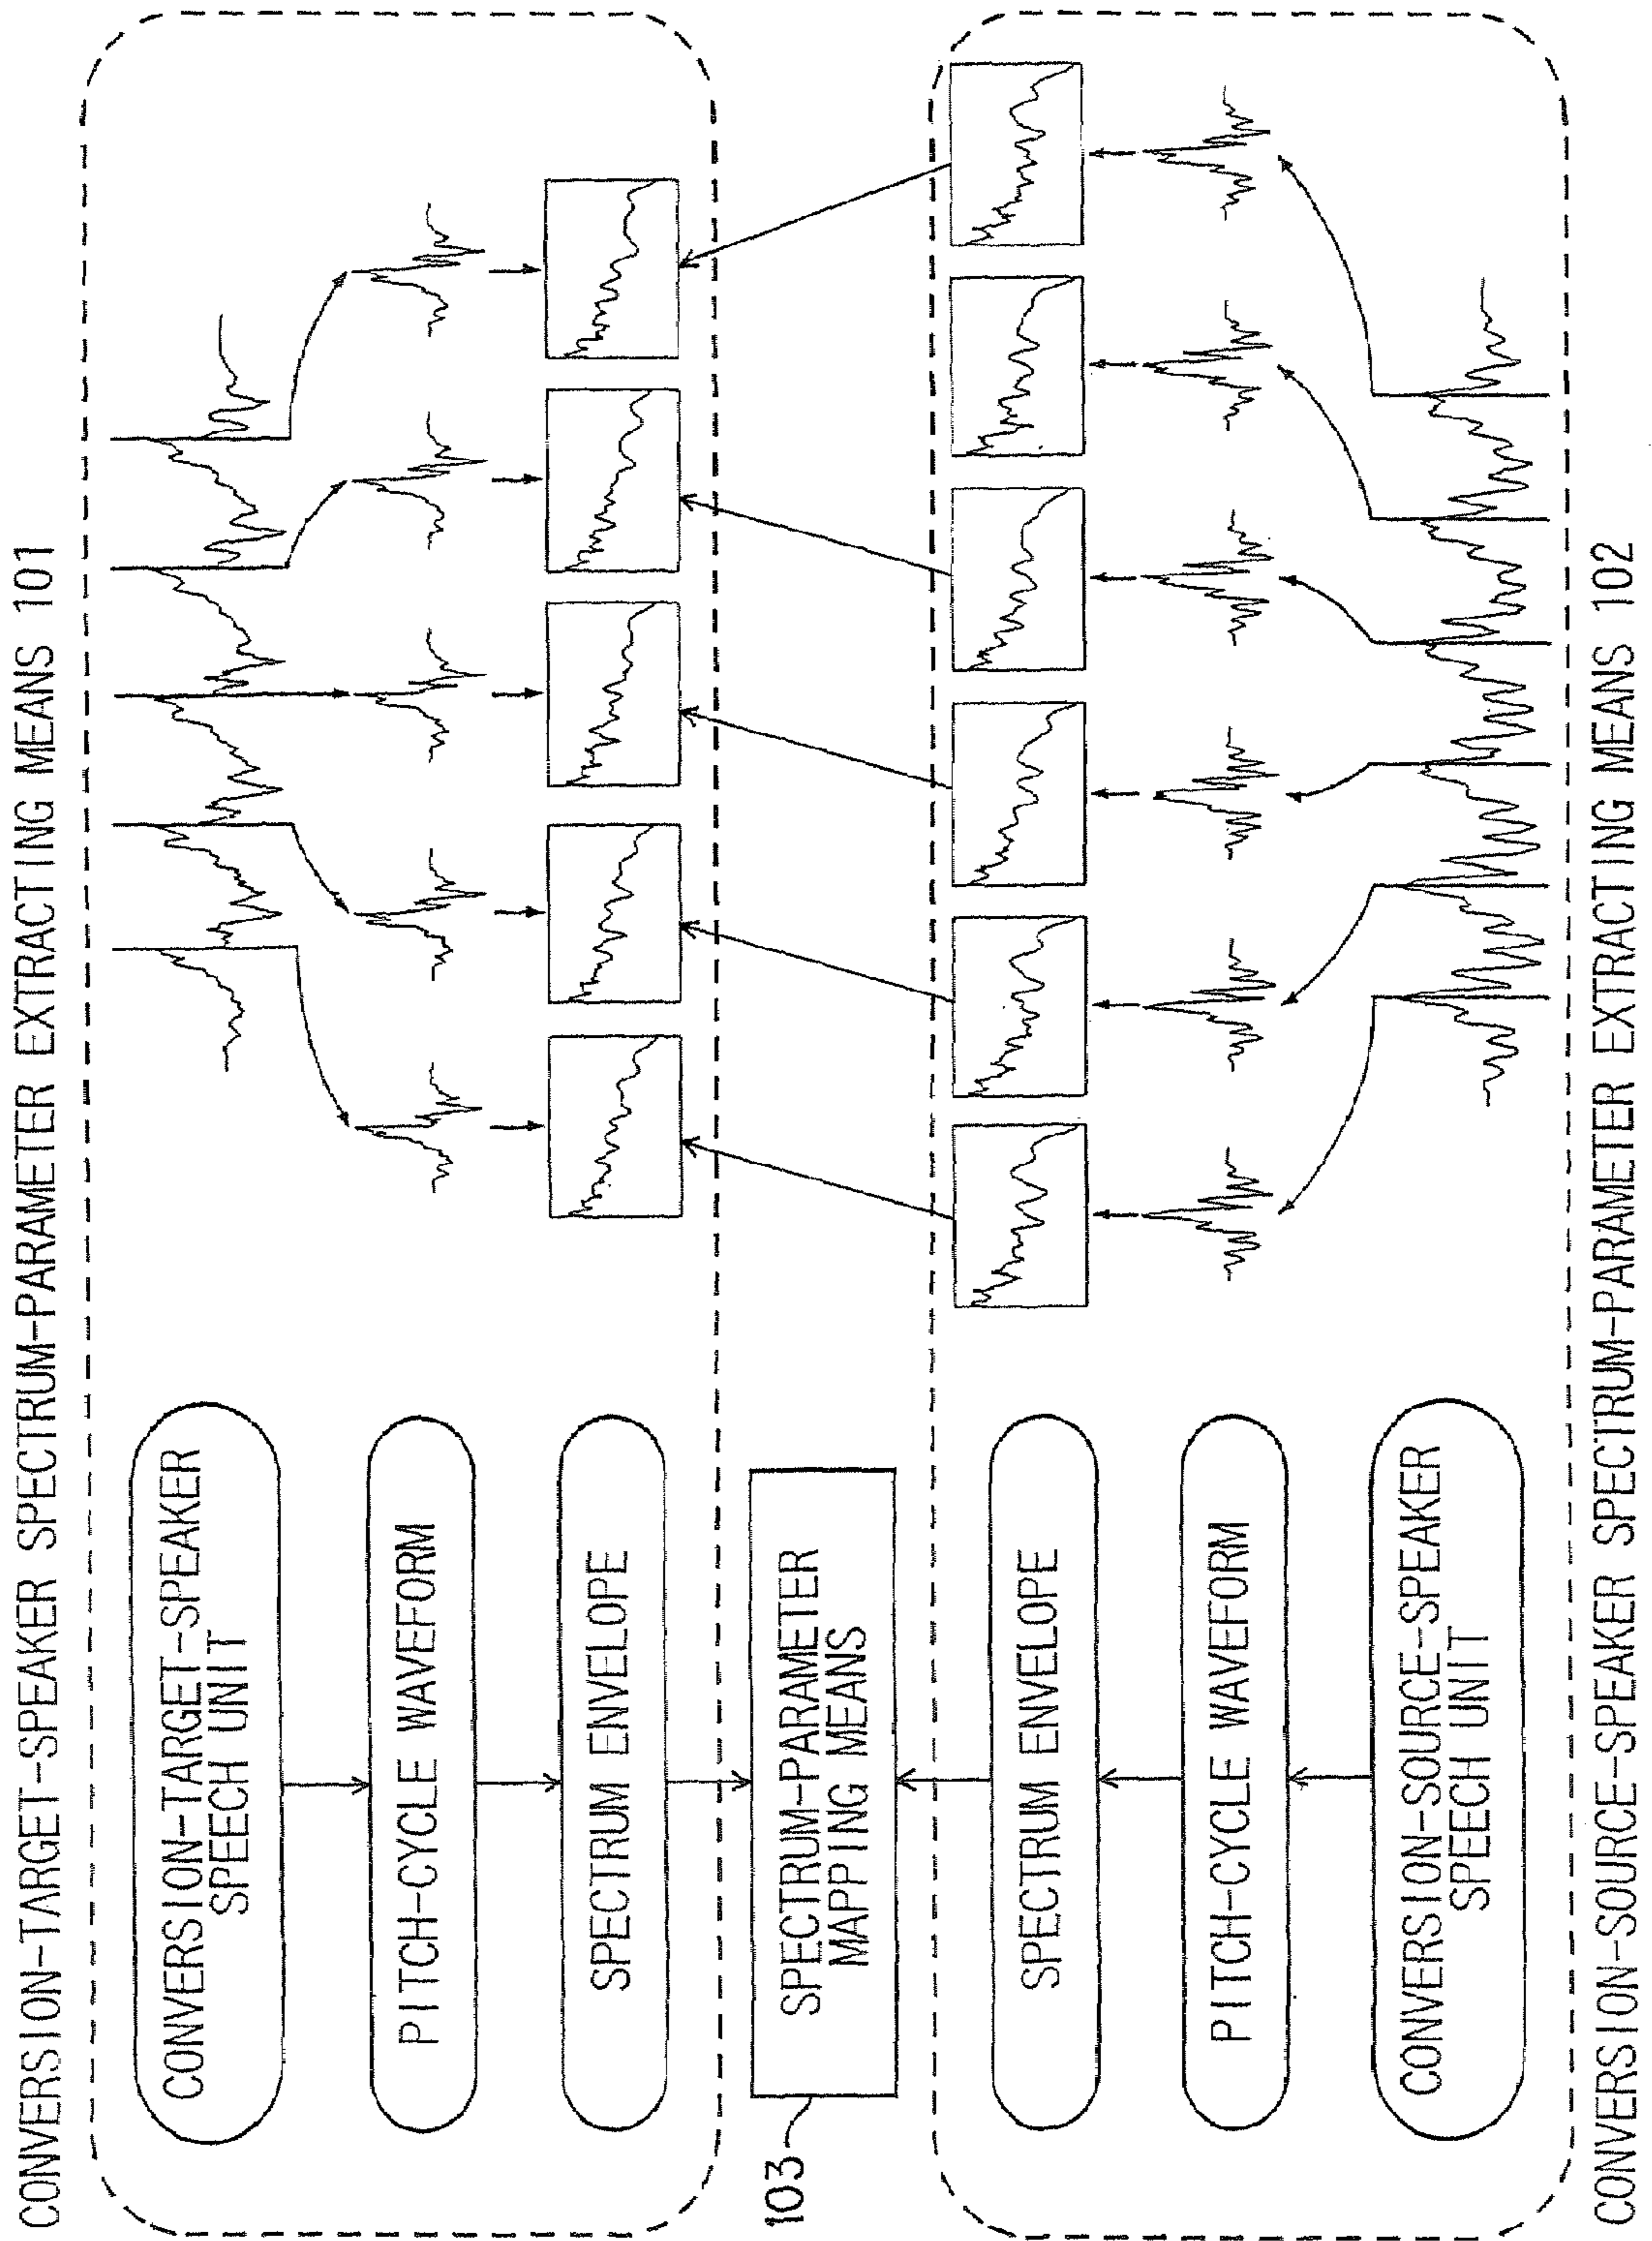 CONVERSION-TARGET-SPEAKER SPECTRUM-PARAMETER EXTRACTING MEANS 101
CONVERSION-TARGET-SPEAKER
SPEECH UNIT
PITCH-CYCLE WAVEFORM
SPECTRUM ENVELOPE
103
SPECTRUM-PARAMETER
MAPPING MEANS
SPECTRUM ENVELOPE
PITCH-CYCLE WAVEFORM
CONVERSION-SOURCE-SPEAKER
SPEECH UNIT
CONVERSION-SOURCE-SPEAKER SPECTRUM-PARAMETER EXTRACTING MEANS 102